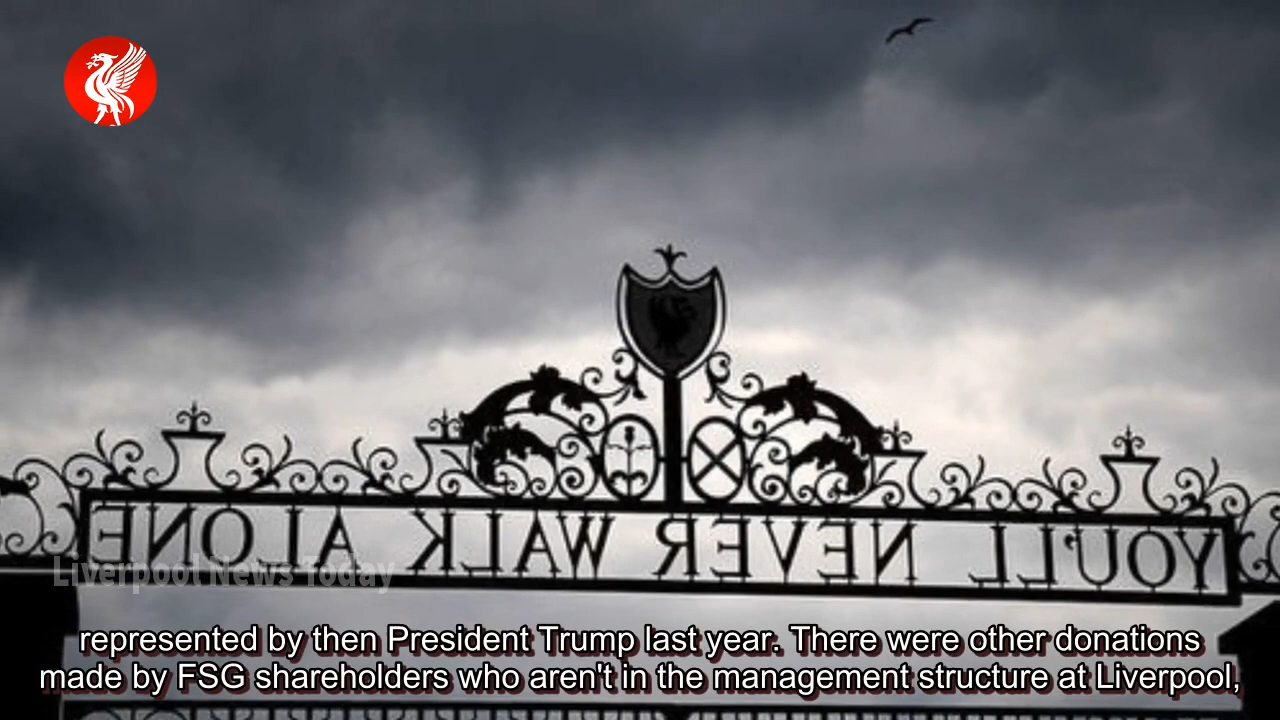 YOU'LL NEVER WALK ALONE
Liverpool News Today
represented by then President Trump last year. There were other donations
made by FSG shareholders who aren't in the management structure at Liverpool,